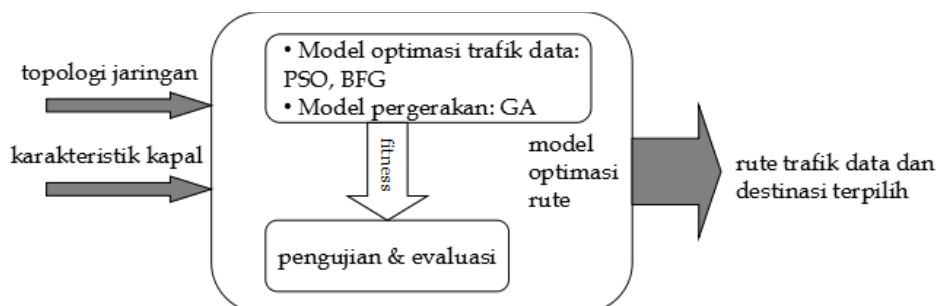 • Model optimasi trafik data:
PSO, BFG
• Model pergerakan: GA
topologi jaringan
karakteristik kapal
fitness
model
optimasi
rute
pengujian & evaluasi
rute trafik data dan
destinasi terpilih